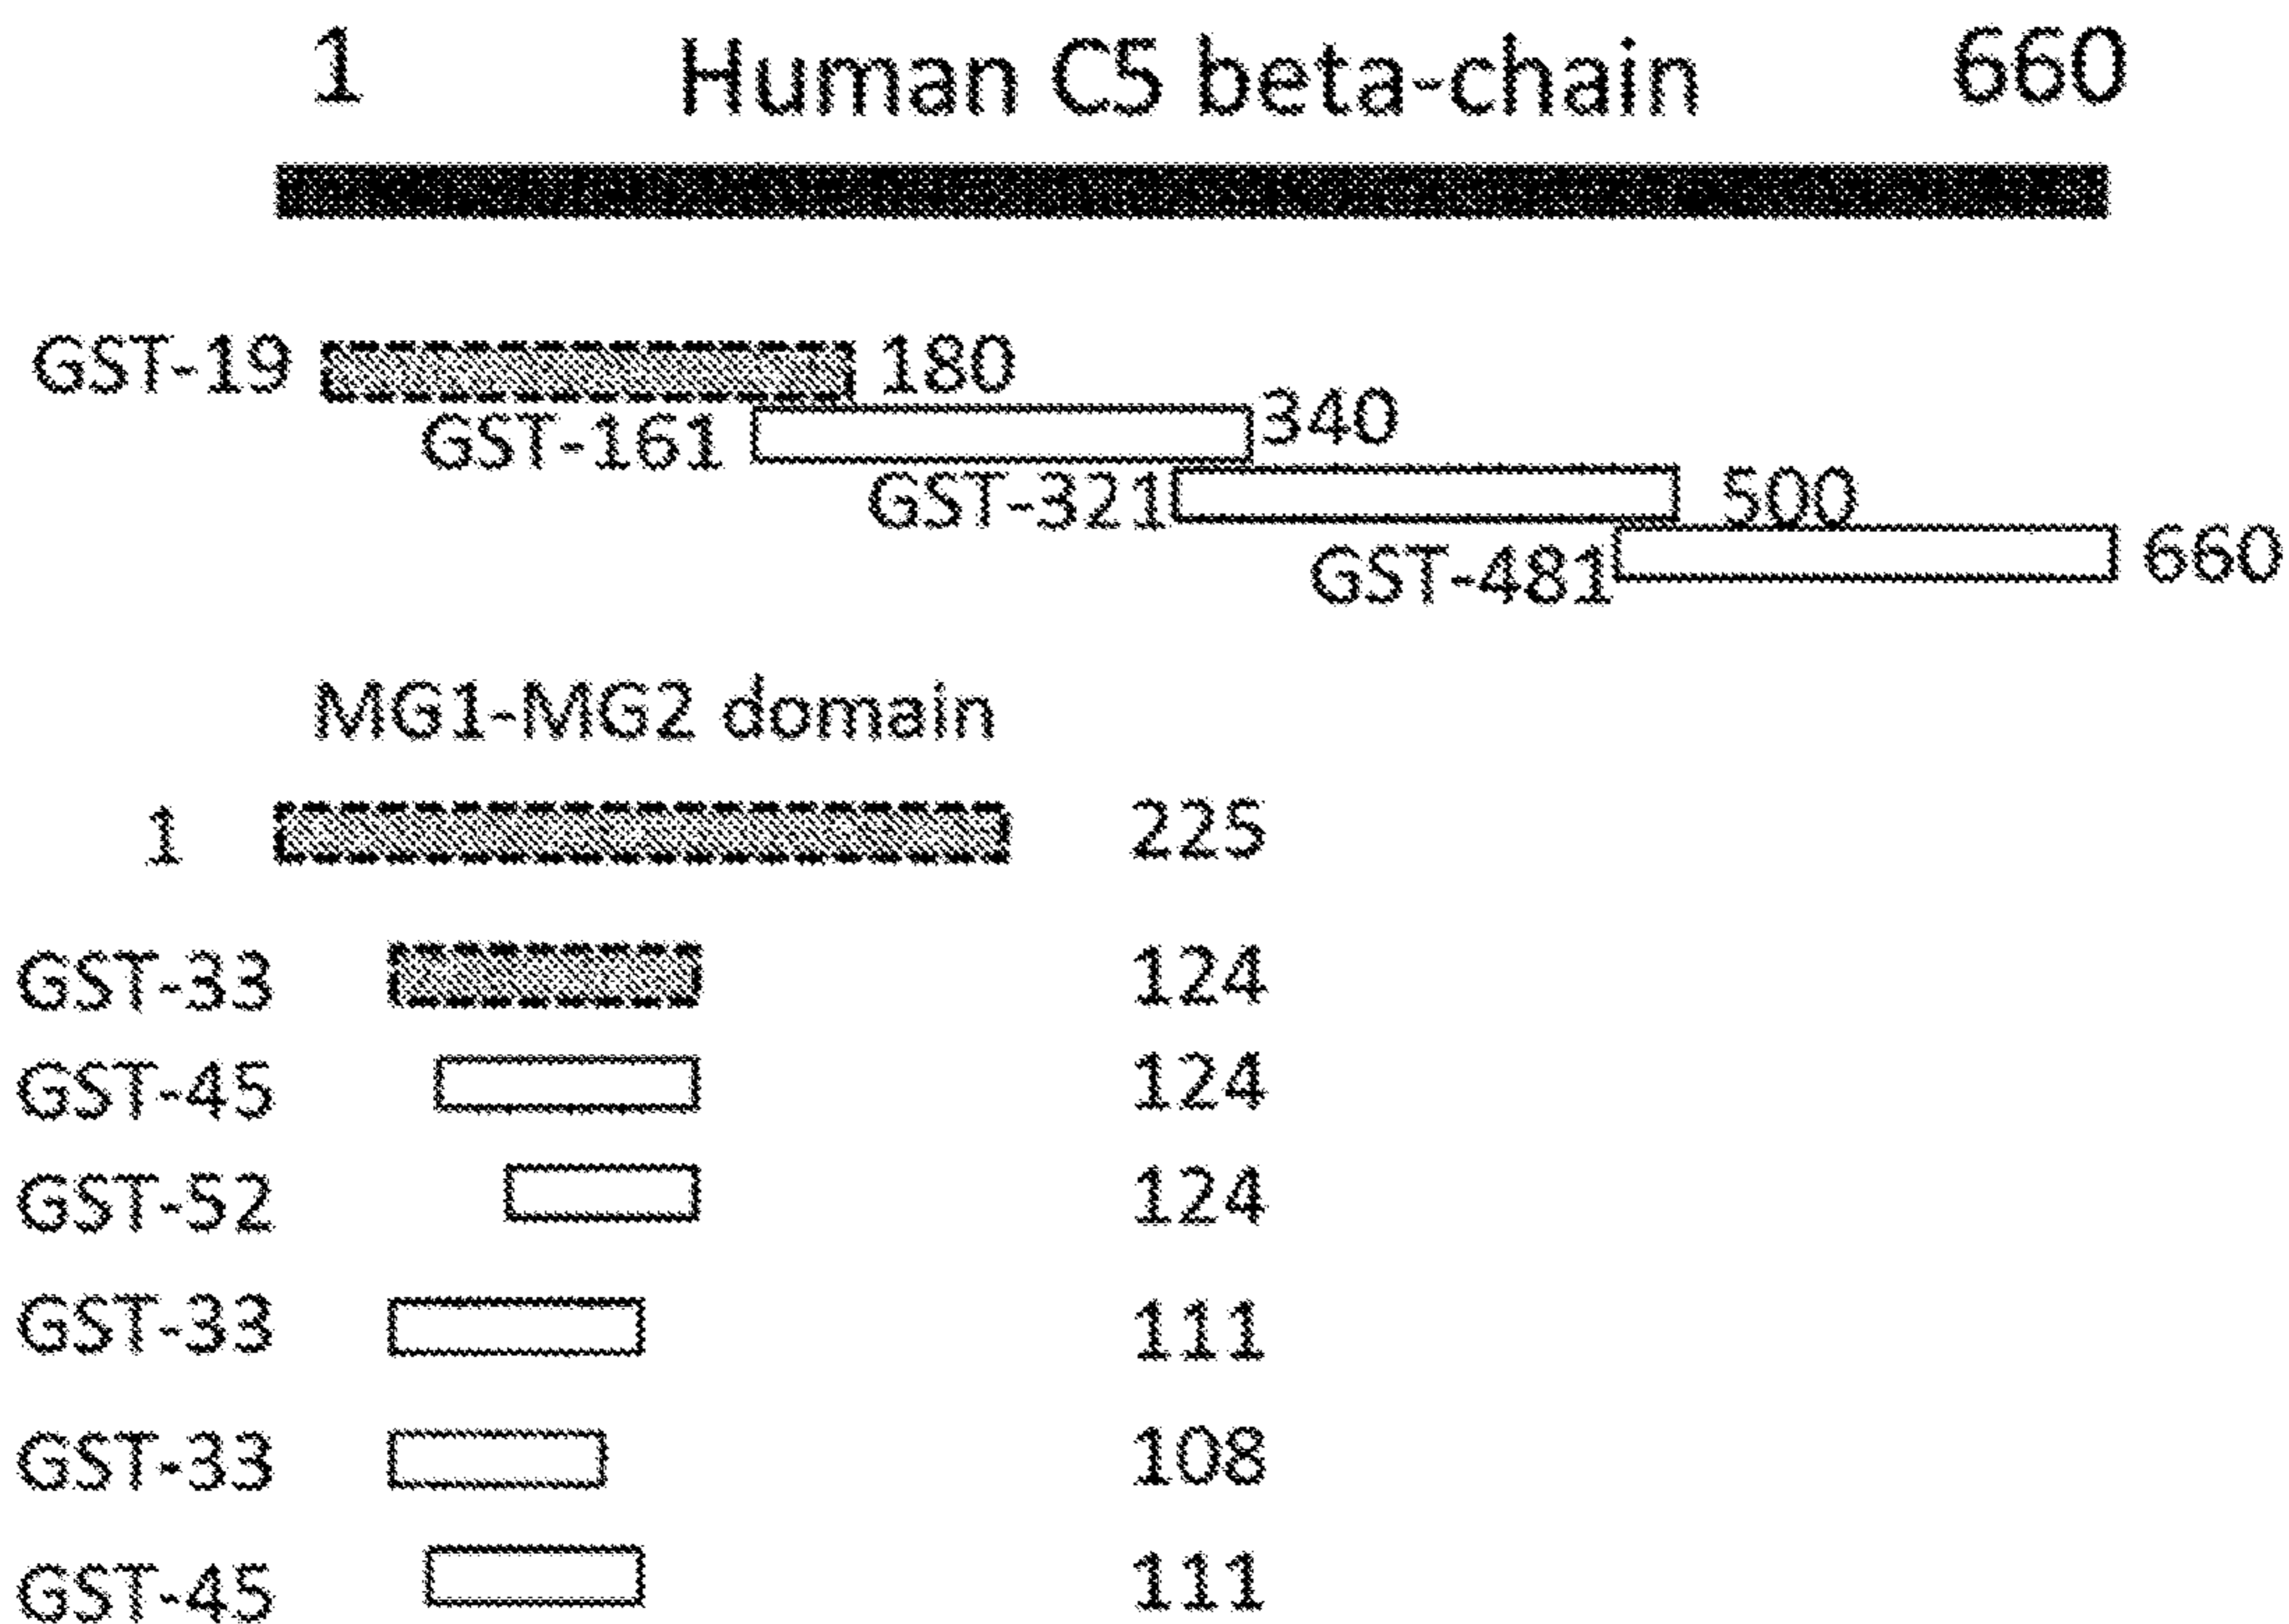 1 Human C5 beta-chain 660
GST-19 180
GST-161 340
GST-321 500
GST-481 660
MG1-MG2 domain
1 225
GST-33 124
GST-45 124
GST-52 124
GST-33 111
GST-33 108
GST-45 111